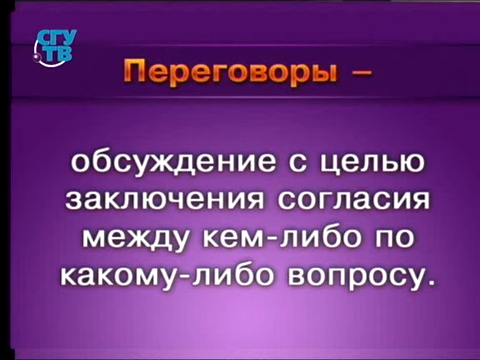 СГУ
ТВ
Переговоры –
обсуждение с целью
заключения согласия
между кем-либо по
какому-либо вопросу.